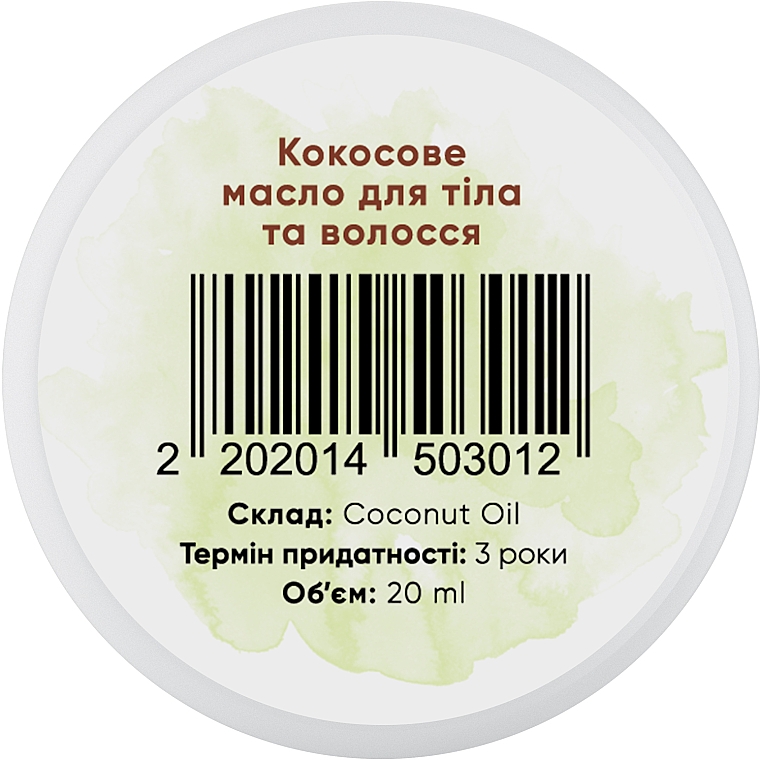 Кокосове
масло для тіла
та волосся
2 202014 503012
Склад: Coconut Oil
Термін придатності: 3 роки
Об'єм: 20 ml